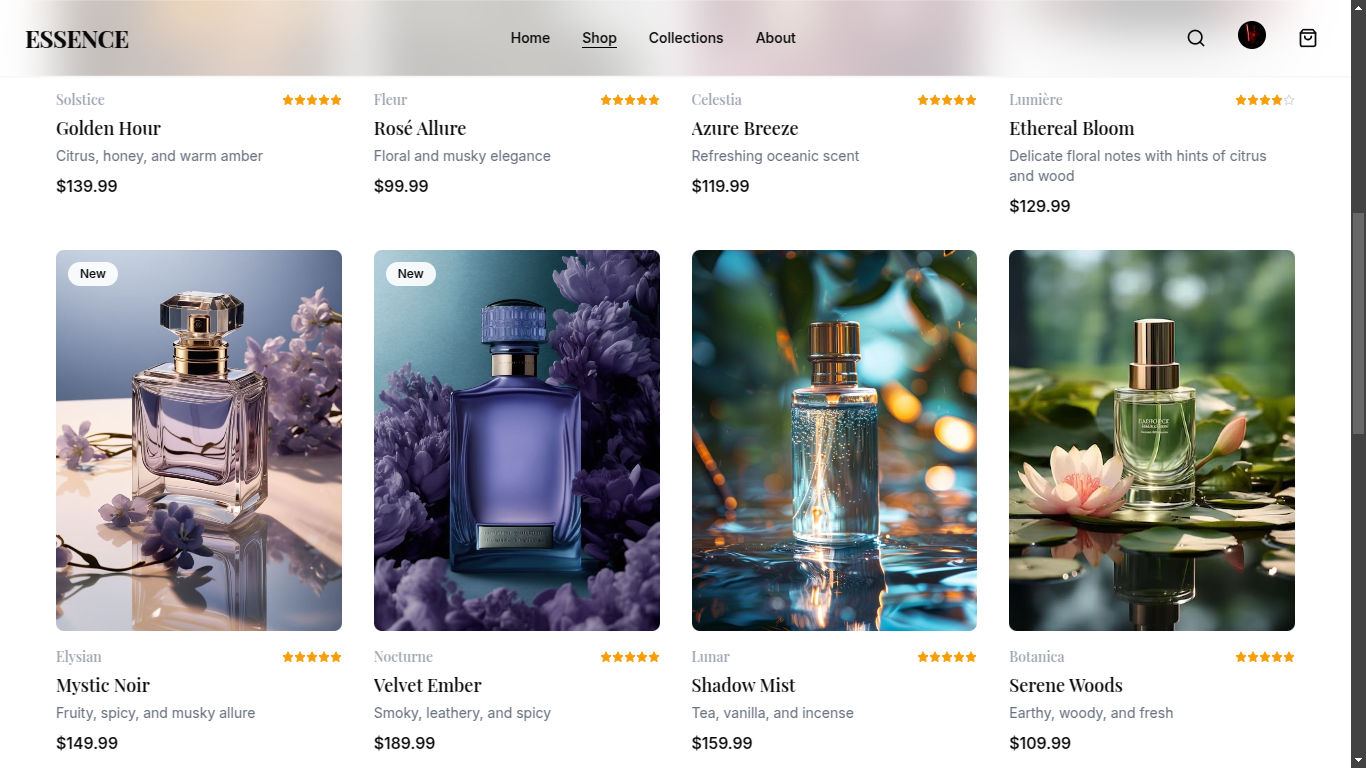 ESSENCE
Home
Shop
Collections
About
Solstice
Golden Hour
Citrus, honey, and warm amber
$139.99
Fleur
Rosé Allure
Floral and musky elegance
$99.99
Celestia
Azure Breeze
Refreshing oceanic scent
$119.99
Lumière
Ethereal Bloom
Delicate floral notes with hints of citrus
and wood
$129.99
New
Elysian
Mystic Noir
Fruity, spicy, and musky allure
$149.99
New
Nocturne
Velvet Ember
Smoky, leathery, and spicy
$189.99
Lunar
Shadow Mist
Tea, vanilla, and incense
$159.99
Botanica
Serene Woods
Earthy, woody, and fresh
$109.99